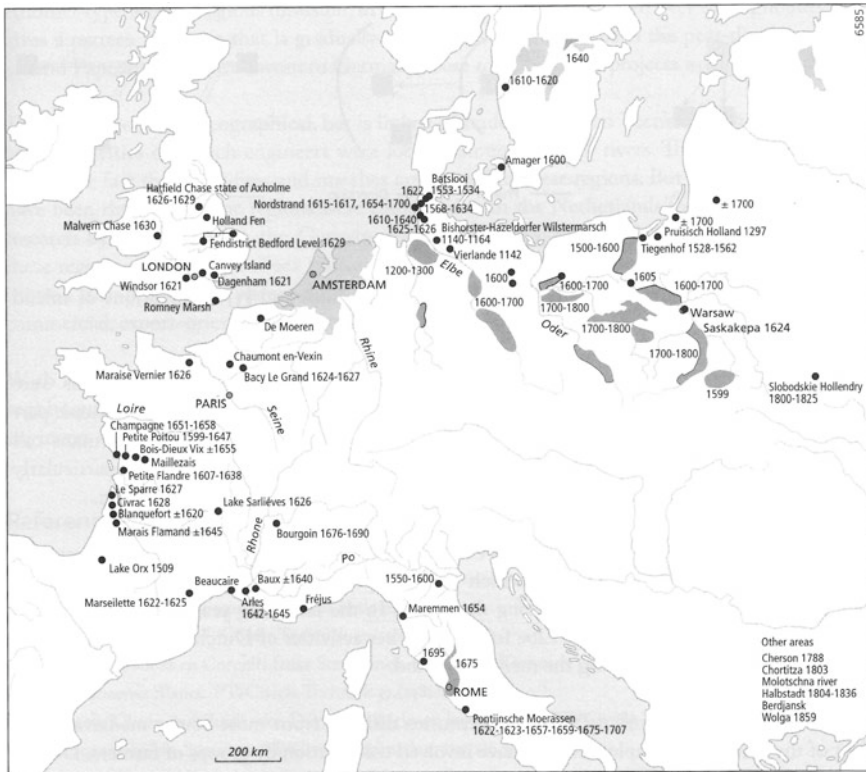 6585
1640
1610-1620
Amager 1600
Batslooi
1553-1534
1622
Nordstrand 1615-1617, 1654-1700
1568-1634
1610-1640
1625-1626
Bishorster-Hazeldorfer Wilstermarsch
1140-1164
Vierlande 1142
± 1700
± 1700
Pruisisch Holland 1297
1500-1600
Tiegenhof 1528-1562
Hatfield Chase state of Axholme
1626-1629
Holland Fen
Malvern Chase 1630
Fendistrict Bedford Level 1629
LONDON
Canvey Island
Windsor 1621
Dagenham 1621
Romney Marsh
AMSTERDAM
De Moeren
1200-1300
Elbe
1600
1600-1700
1600-1700
1605
1600-1700
1700-1800
Oder
1700-1800
Warsaw
Saskakepa 1624
1700-1800
1599
Slobodskie Hollendry
1800-1825
Rhine
Chaumont en-Vexin
Maraise Vernier 1626
Bacy Le Grand 1624-1627
PARIS
Loire
Seine
Champagne 1651-1658
Petite Poitou 1599-1647
Bois-Dieux Vix ±1655
Maillezais
Petite Flandre 1607-1638
Le Sparre 1627
Civrac 1628
Blanquefort ±1620
Marais Flamand ±1645
Lake Sarliéves 1626
Rhone
Bourgoin 1676-1690
Po
Lake Orx 1509
Beaucaire
Baux ±1640
Marseilette 1622-1625
Arles
1642-1645
Fréjus
1550-1600
Maremmen 1654
1695
1675
ROME
Pontijnsche Moerassen
1622-1623-1657-1659-1675-1707
200 km
Other areas
Cherson 1788
Chortitza 1803
Molotschna river
Halbstadt 1804-1836
Berdjansk
Wolga 1859